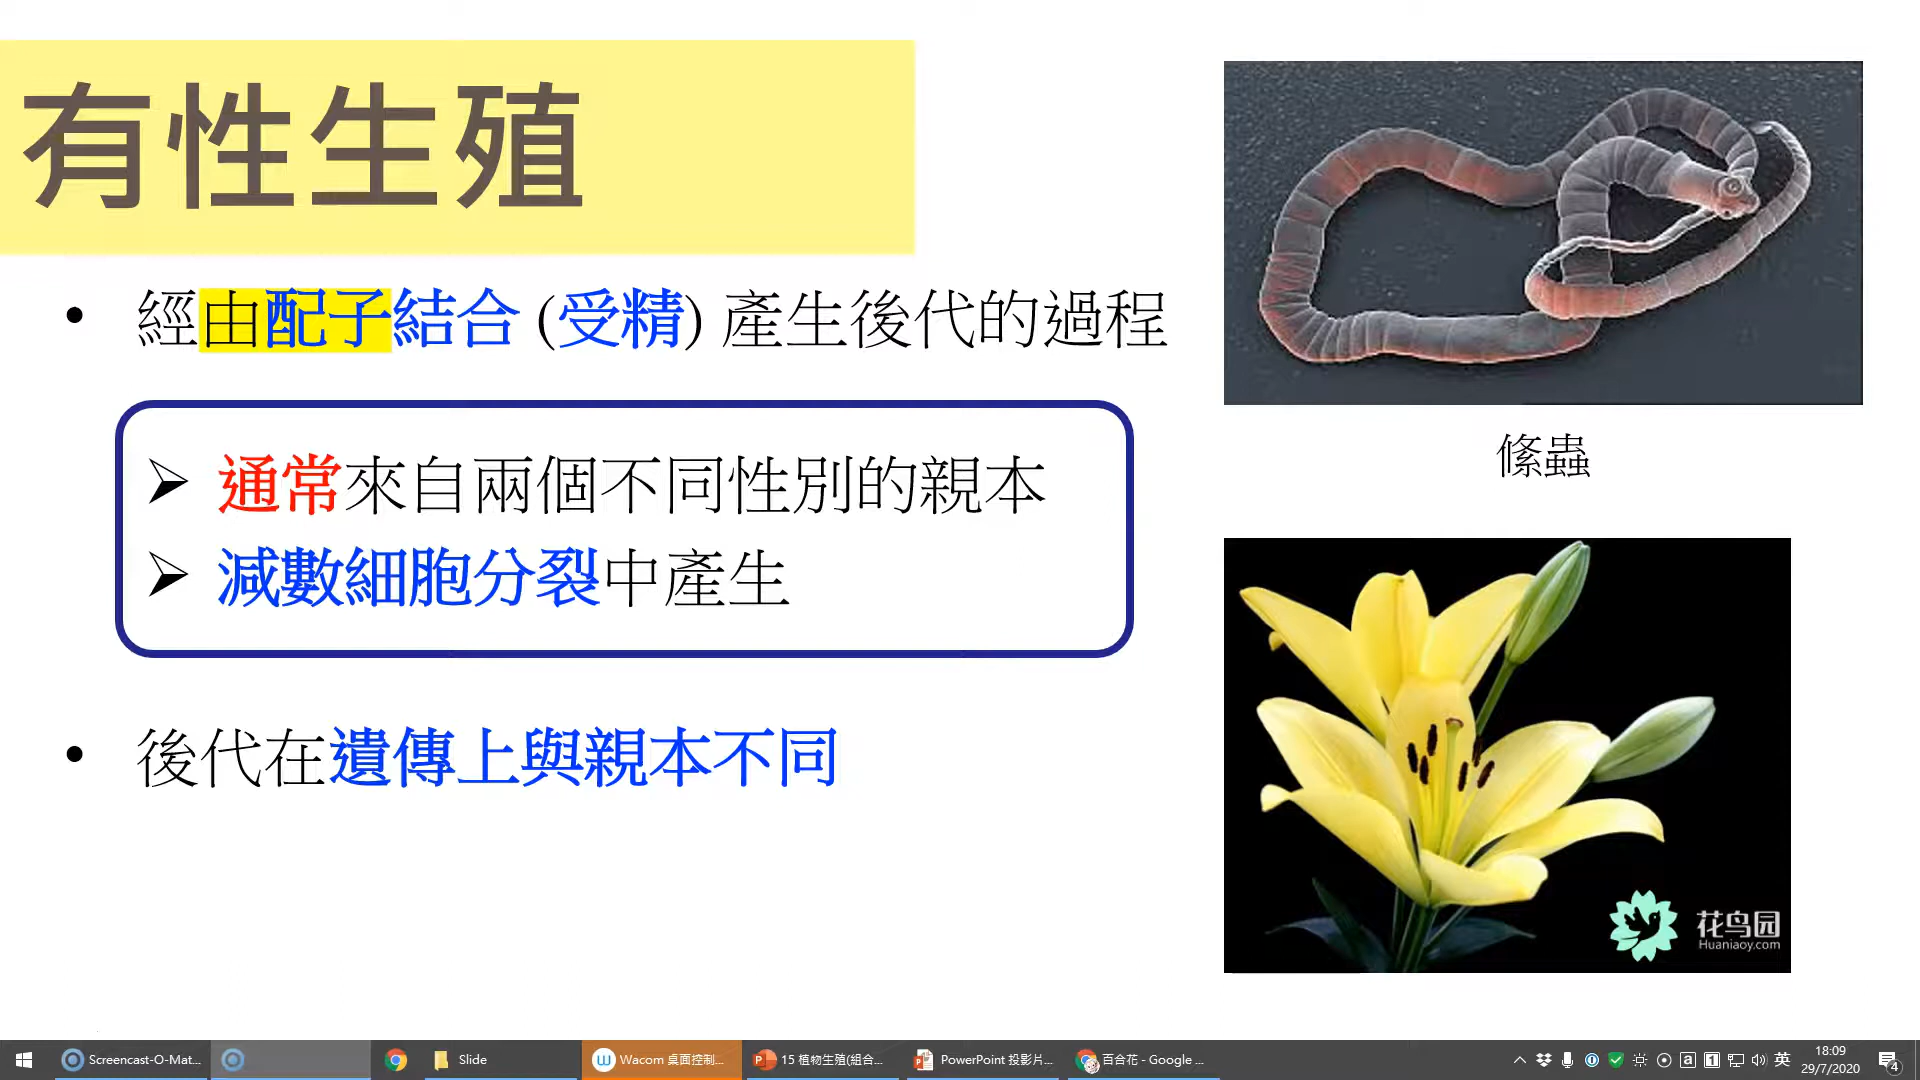 有性生殖
• 經由配子結合 (受精) 產生後代的過程
➢ 通常來自兩個不同性別的親本
➢ 減數細胞分裂中產生
• 後代在遺傳上與親本不同
絛蟲
花鸟园
Huaniaoy.com
Screencast-O-Mat...
Slide
Wacom 桌面控制...
15 植物生殖(組合...
PowerPoint 投影片...
百合花 - Google ...
英
18:09
29/7/2020
4